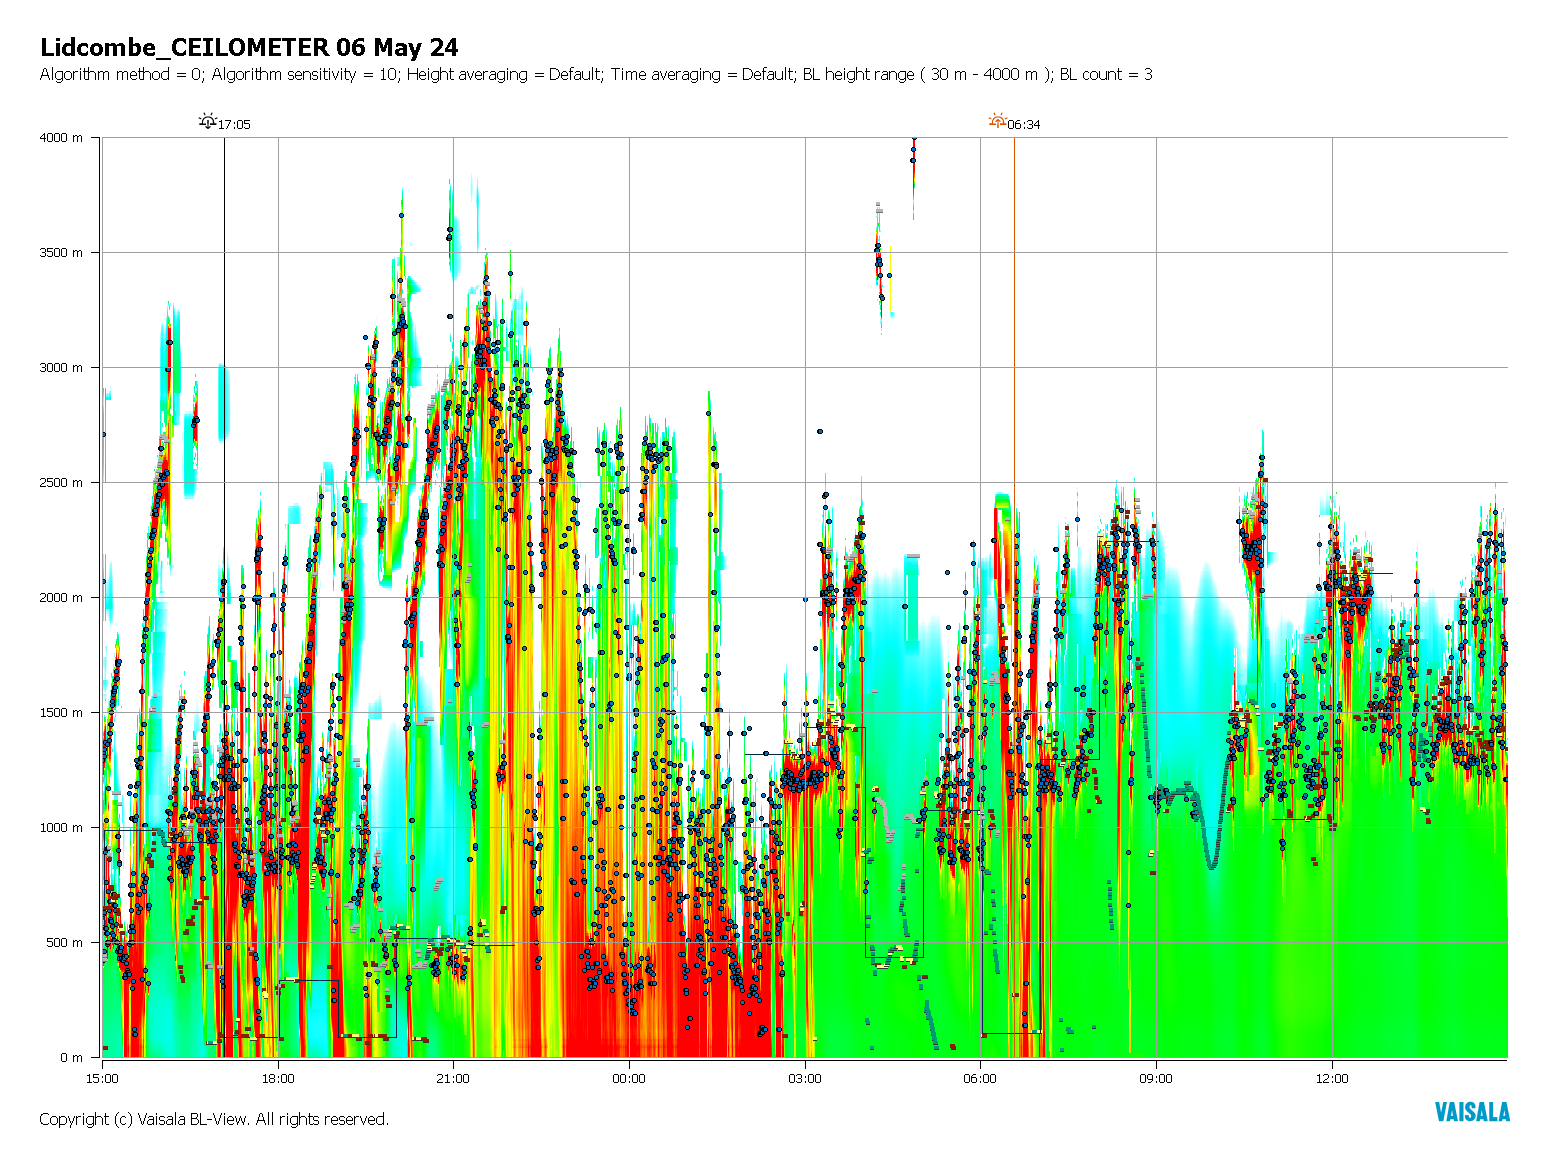 Lidcombe_CEILOMETER 06 May 24
Algorithm method = 0; Algorithm sensitivity = 10; Height averaging = Default; Time averaging = Default; BL height range ( 30 m - 4000 m ); BL count = 3
17:05
06:34
4000 m
3500 m
3000 m
2500 m
2000 m
1500 m
1000 m
500 m
0 m
15:00 18:00 21:00 00:00 03:00 06:00 09:00 12:00
Copyright (c) Vaisala BL-View. All rights reserved.
VAISALA